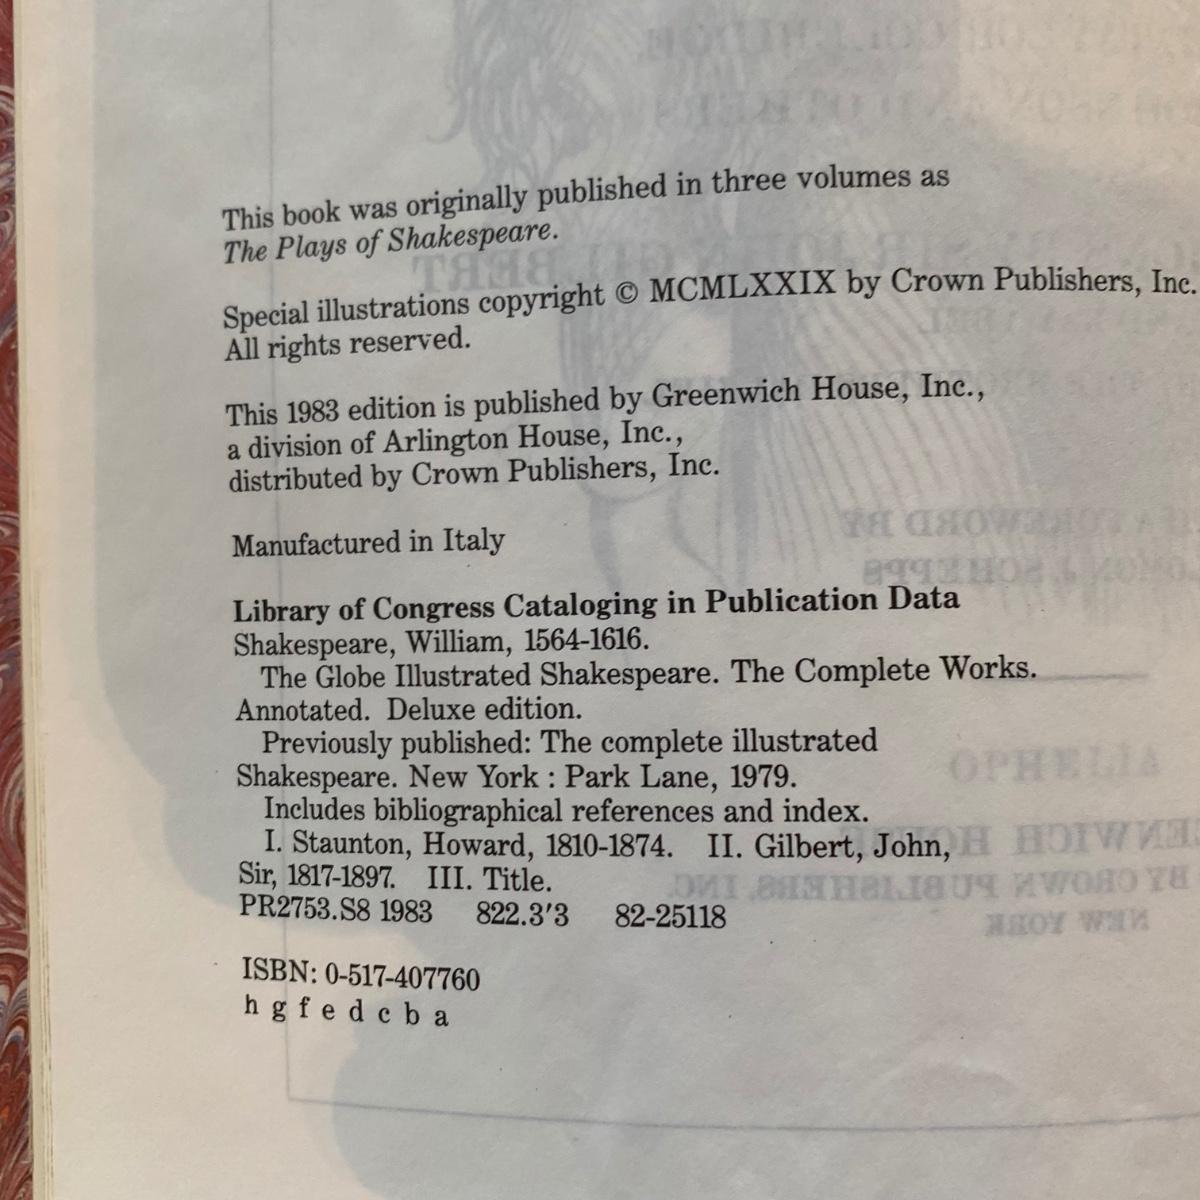 This book was originally published in three volumes as
The Plays of Shakespeare.
Special illustrations copyright © MCMLXXIX by Crown Publishers, Inc.
All rights reserved.
This 1983 edition is published by Greenwich House, Inc.,
a division of Arlington House, Inc.,
distributed by Crown Publishers, Inc.
Manufactured in Italy
Library of Congress Cataloging in Publication Data
Shakespeare, William, 1564-1616.
The Globe Illustrated Shakespeare. The Complete Works.
Annotated. Deluxe edition.
Previously published: The complete illustrated
Shakespeare. New York : Park Lane, 1979.
Includes bibliographical references and index.
I. Staunton, Howard, 1810-1874. II. Gilbert, John,
Sir, 1817-1897. III. Title.
PR2753.S8 1983 822.3'3 82-25118
ISBN: 0-517-407760
h g f e d c b a